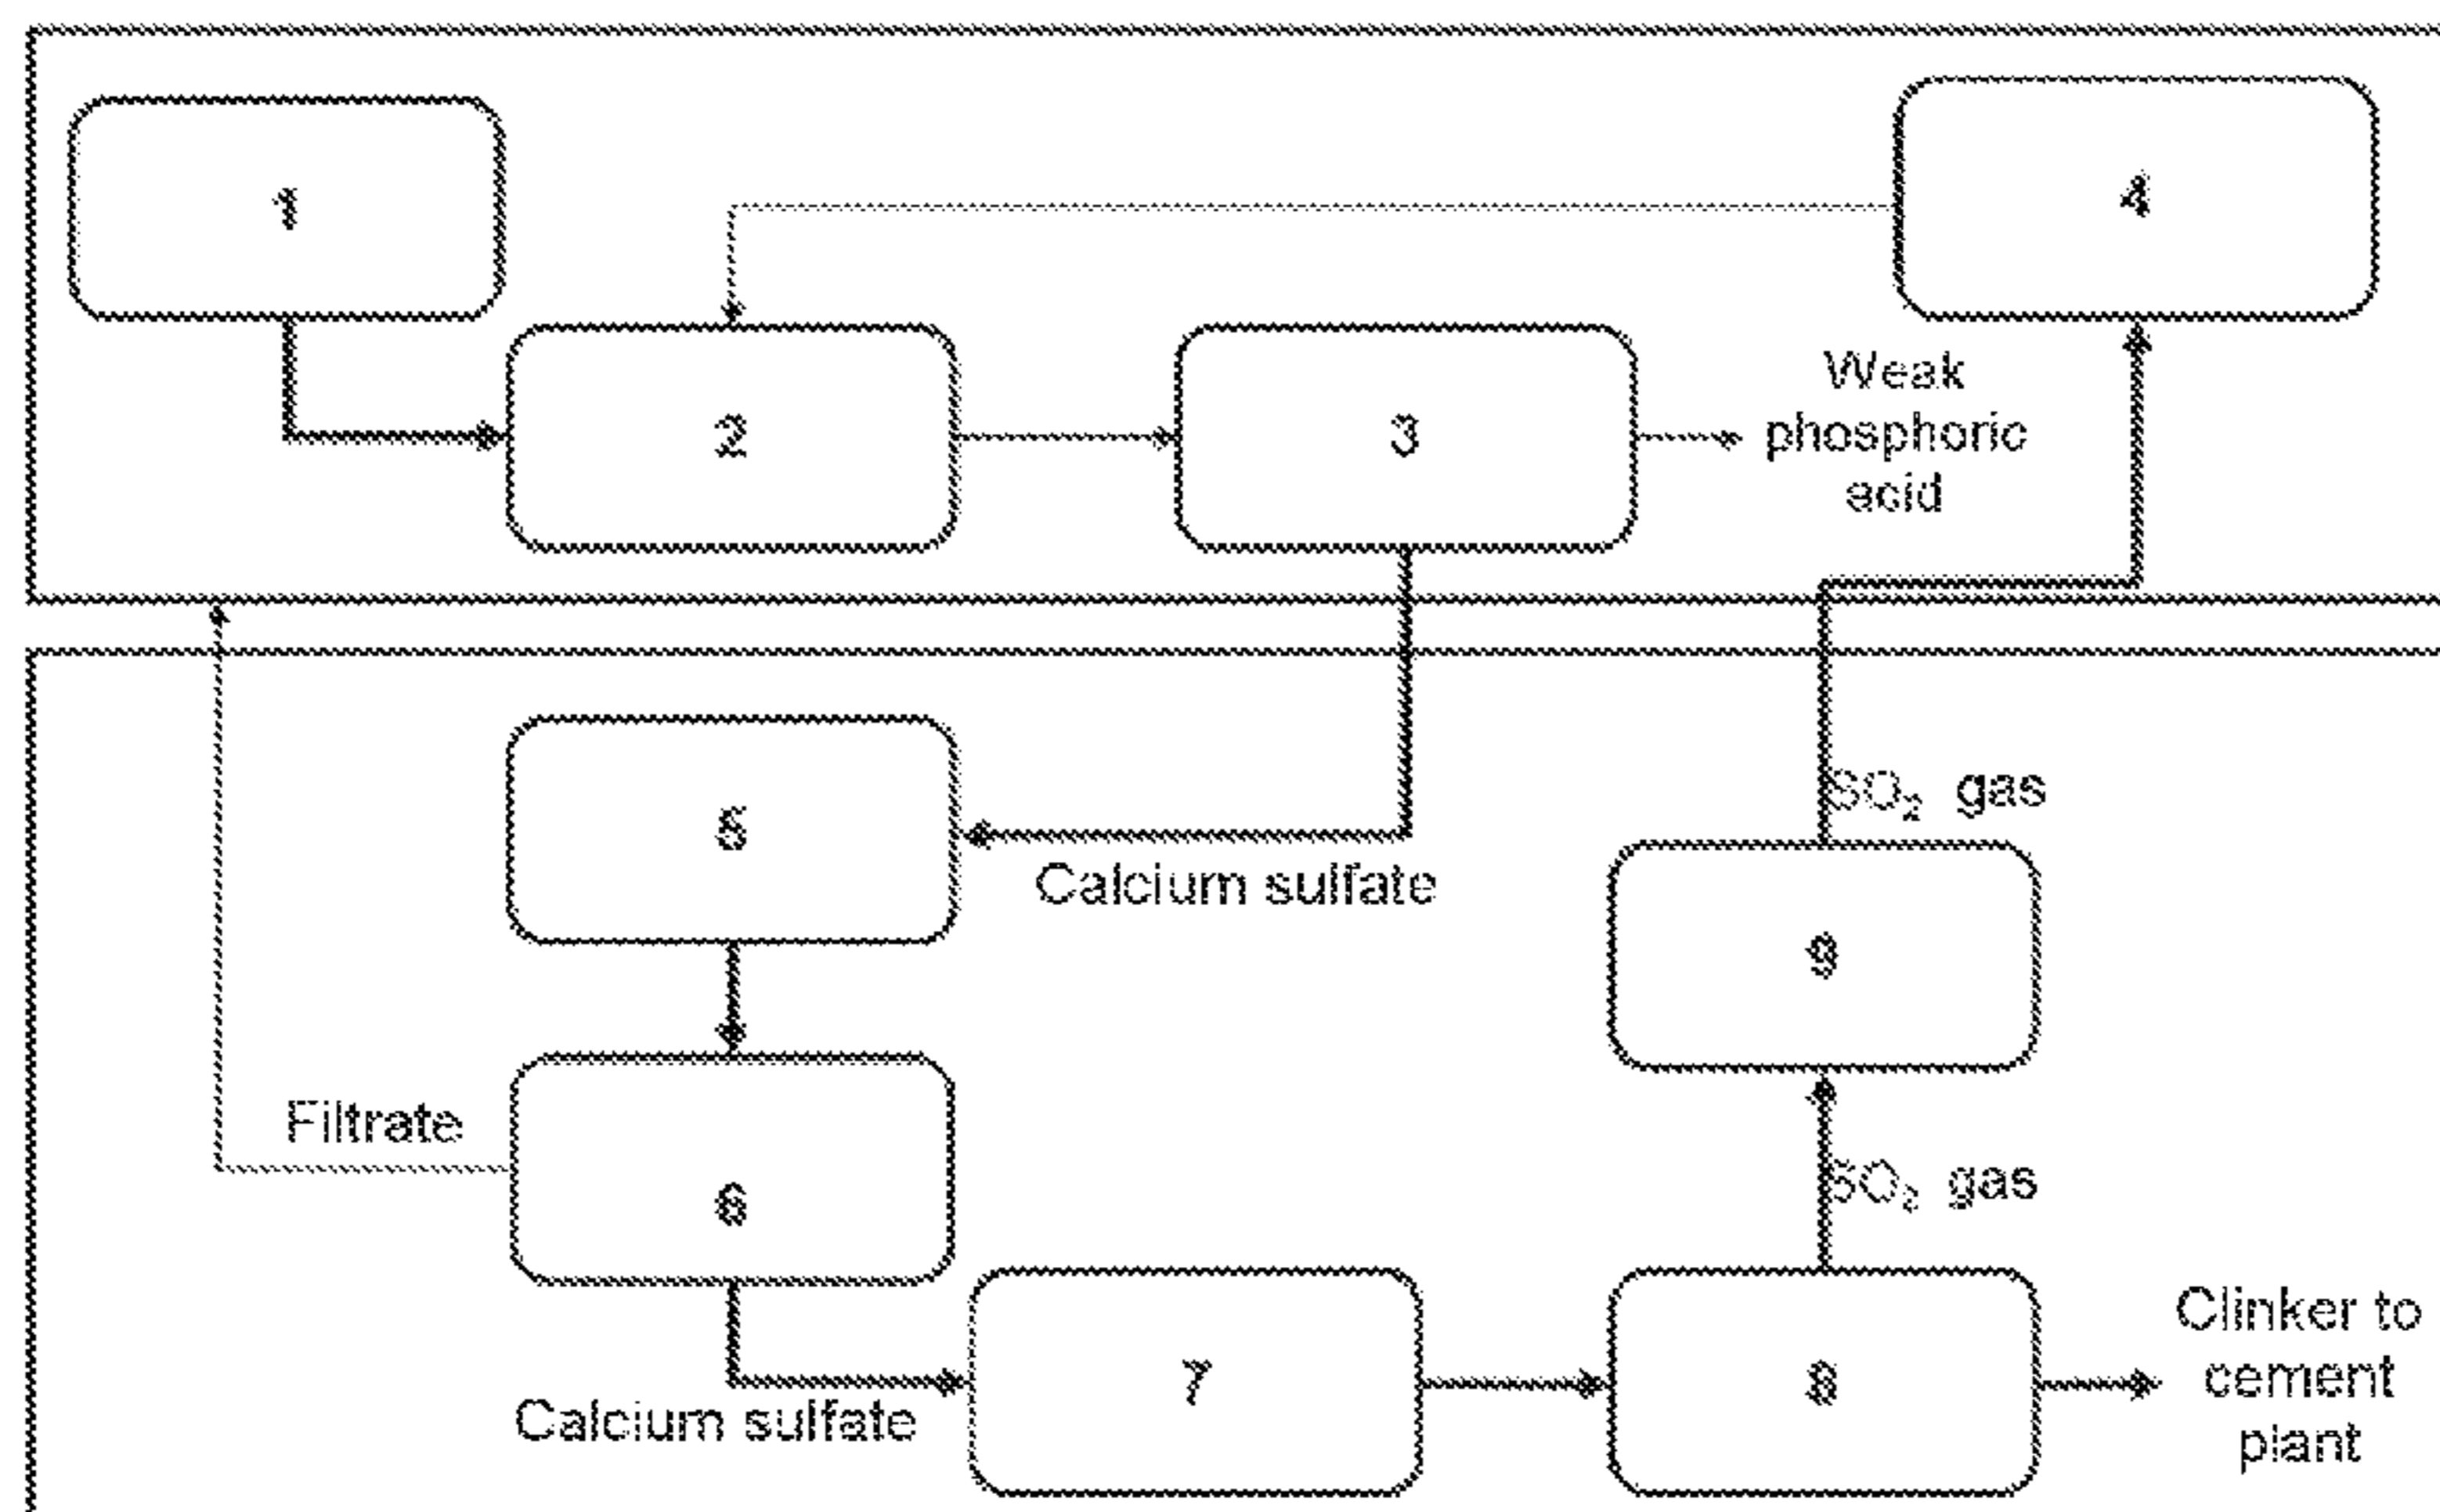 1
4
2
3
Weak
phosphoric
acid
5
SO₂ gas
Calcium sulfate
9
Filtrate
6
SO₂ gas
7
8
Clinker to
cement
plant
Calcium sulfate